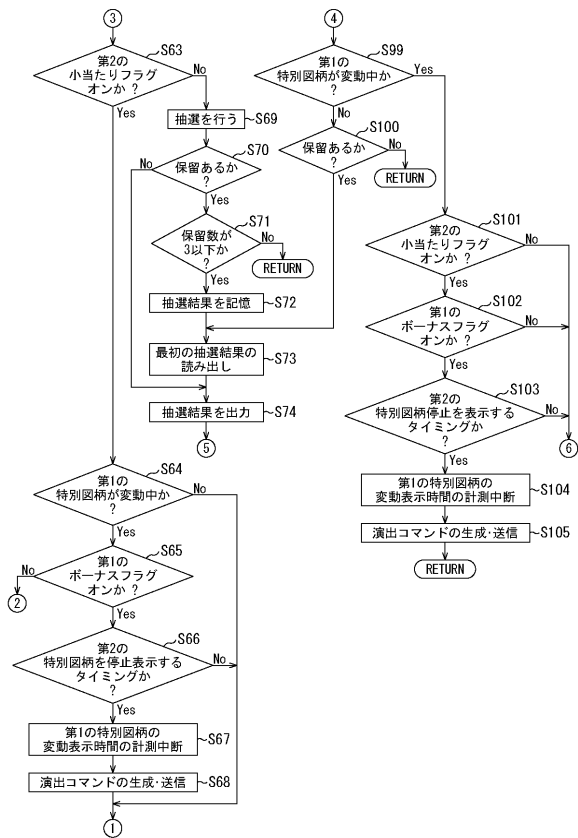 3
S63
第2の
小当たりフラグ
オンか ?
No
Yes
抽選を行う
S69
S70
保留あるか
?
No
Yes
S71
保留数が
3以下か
?
No
RETURN
Yes
抽選結果を記憶
S72
最初の抽選結果の
読み出し
S73
抽選結果を出力
S74
5
S64
第1の
特別図柄が変動中か
?
No
Yes
S65
第1の
ボーナスフラグ
オンか ?
No
2
Yes
S66
第2の
特別図柄を停止表示する
タイミングか
?
No
Yes
第1の特別図柄の
変動表示時間の計測中断
S67
演出コマンドの生成・送信
S68
1
4
S99
第1の
特別図柄が変動中か
?
Yes
No
S100
保留あるか
?
No
RETURN
Yes
S101
第2の
小当たりフラグ
オンか ?
No
Yes
S102
第1の
ボーナスフラグ
オンか ?
No
Yes
S103
第2の
特別図柄停止を表示する
タイミングか
?
No
6
Yes
第1の特別図柄の
変動表示時間の計測中断
S104
演出コマンドの生成・送信
S105
RETURN